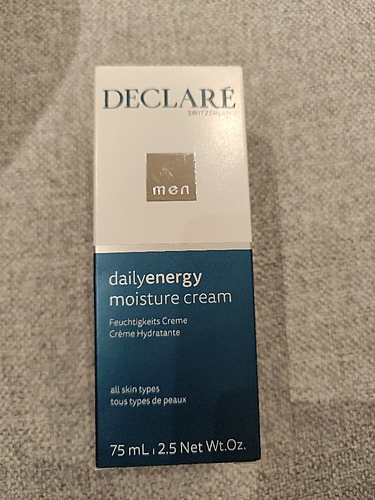 DECLARÉ
SWITZERLAND
men
dailyenergy
moisture cream
Feuchtigkeits Creme
Crème Hydratante
all skin types
tous types de peaux
75 mL 2.5 Net Wt.Oz.